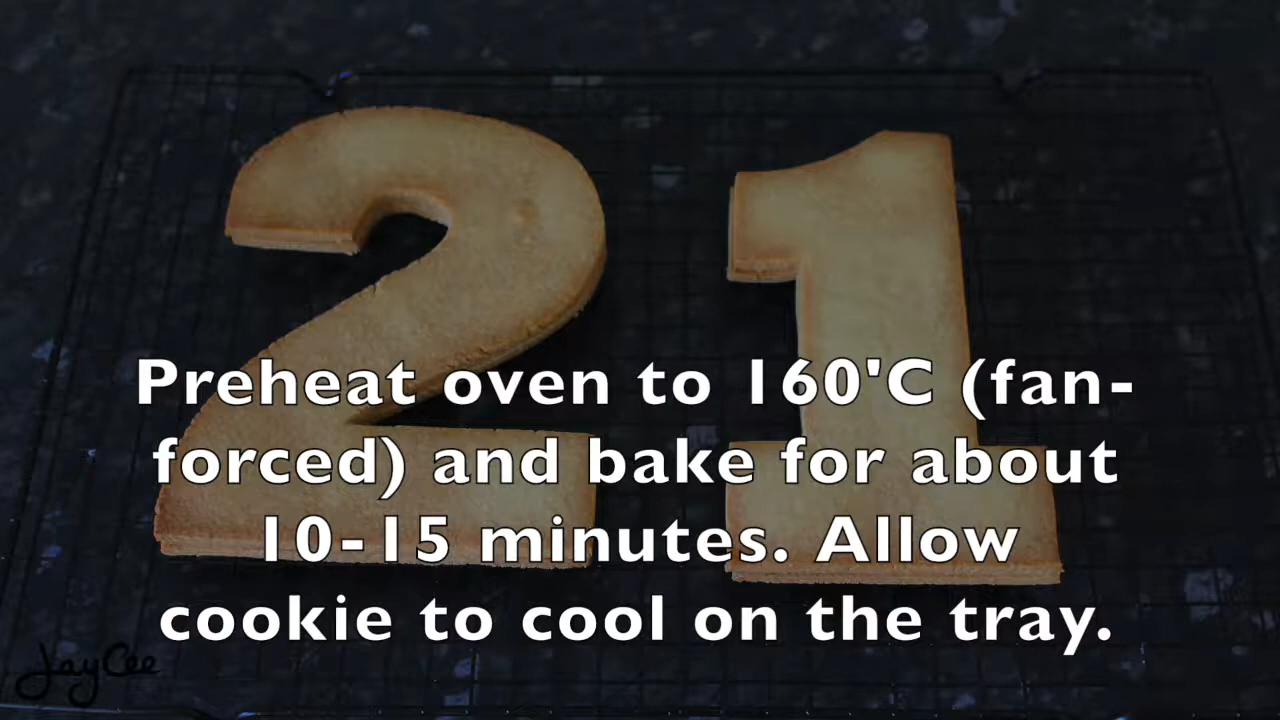 21
Preheat oven to 160'C (fan-
forced) and bake for about
10-15 minutes. Allow
cookie to cool on the tray.
JayCee